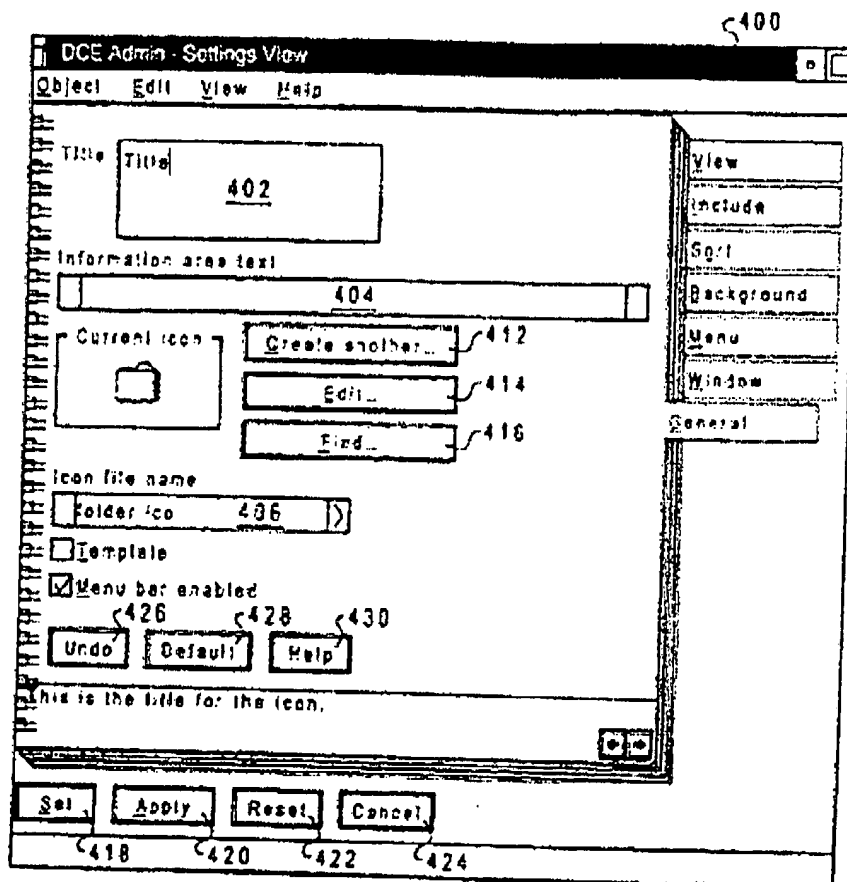 400
DCE Admin - Settings View
Object Edit View Help
Title Title
402
Information area text
404
Current icon
Create another... 412
Edit... 414
Find... 416
Icon file name
folder ico 406
Template
Menu bar enabled
426 428 430
Undo Default Help
This is the title for the icon.
View
Include
Sort
Background
Menu
Window
General
Set Apply Reset Cancel
418 420 422 424